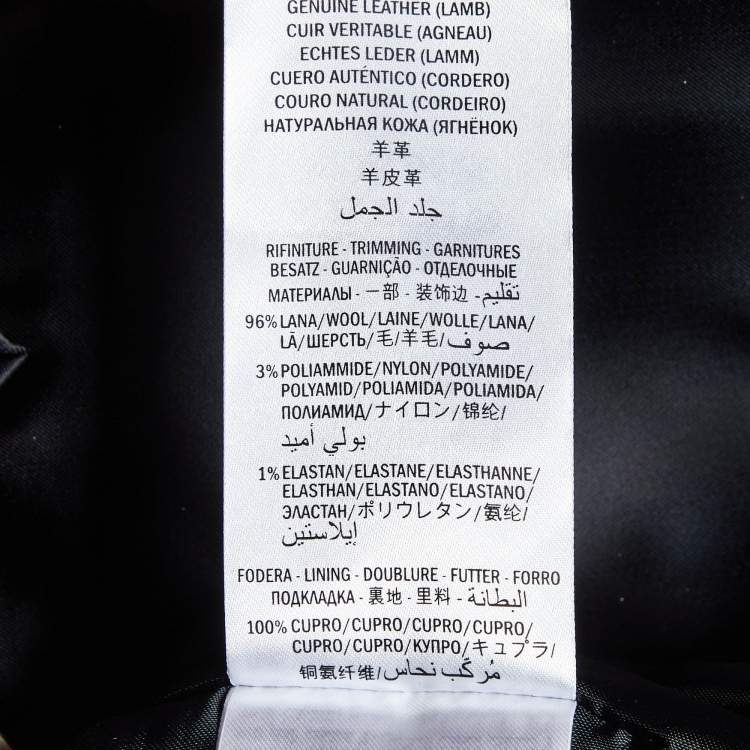 GENUINE LEATHER (LAMB)
CUIR VERITABLE (AGNEAU)
ECHTES LEDER (LAMM)
CUERO AUTÉNTICO (CORDERO)
COURO NATURAL (CORDEIRO)
НАТУРАЛЬНАЯ КОЖА (ЯГНЁНОК)
羊革
羊皮革
جلد الجمل
RIFINITURE - TRIMMING - GARNITURES
BESATZ - GUARNIÇÃO - ОТДЕЛОЧНЫЕ
МАТЕРИАЛЫ - 一部 - 装饰边 - تقليم
96% LANA/WOOL/LAINE/WOLLE/LANA/
LÃ/ШЕРСТЬ/毛/羊毛/صوف
3% POLIAMMIDE/NYLON/POLYAMIDE/
POLYAMID/POLIAMIDA/POLIAMIDA/
ПОЛИАМИД/ナイロン/锦纶/
بولي أميد
1% ELASTAN/ELASTANE/ELASTHANNE/
ELASTHAN/ELASTANO/ELASTANO/
ЭЛАСТАН/ポリウレタン/氨纶/
إيلاستين
FODERA - LINING - DOUBLURE - FUTTER - FORRO
ПОДКЛАДКА - 裏地 - 里料 - البطانة
100% CUPRO/CUPRO/CUPRO/CUPRO/
CUPRO/CUPRO/КУПРО/キュプラ/
铜氨纤维/مُركّب نحاس